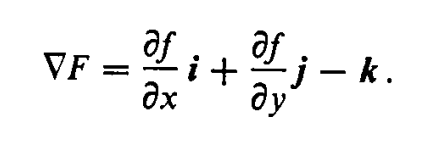 ∇F = ∂f/∂x i + ∂f/∂y j − k.